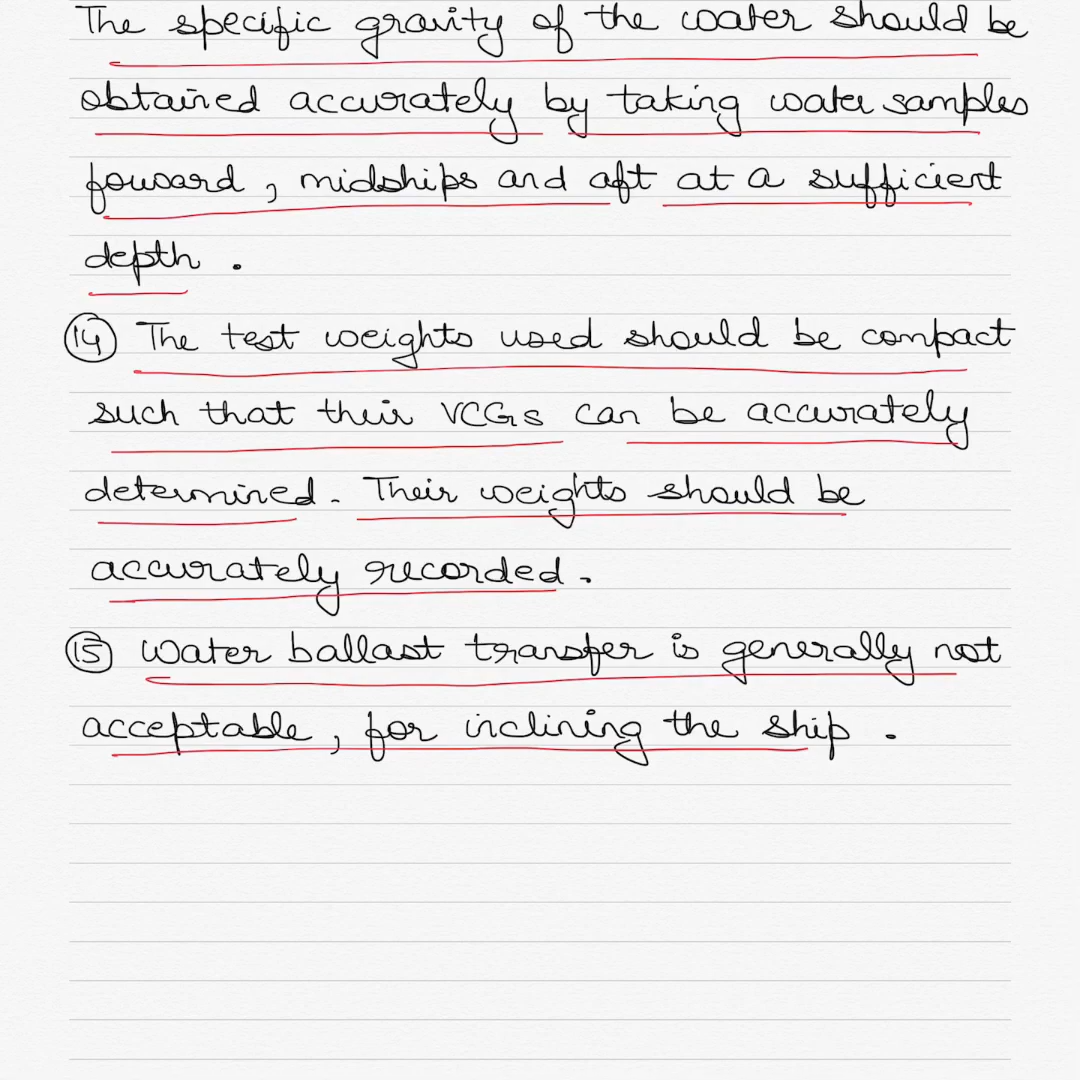 The specific gravity of the water should be
obtained accurately by taking water samples
foward, midships and aft at a sufficient
depth.
14 The test weights used should be compact
such that their VCGs can be accurately
determined. Their weights should be
accurately recorded.
15 Water ballast transfer is generally not
acceptable, for inclining the ship.